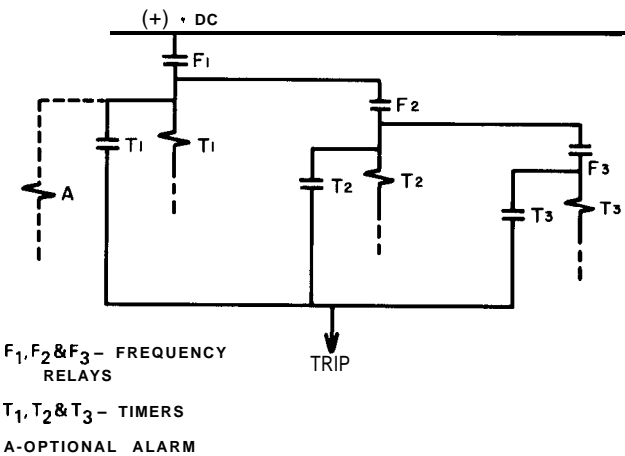 (+) · DC
F1
F2
T1
T1
F3
A
T2
T2
T3
T3
TRIP
F1, F2 & F3 – FREQUENCY
RELAYS
T1, T2 & T3 – TIMERS
A-OPTIONAL ALARM